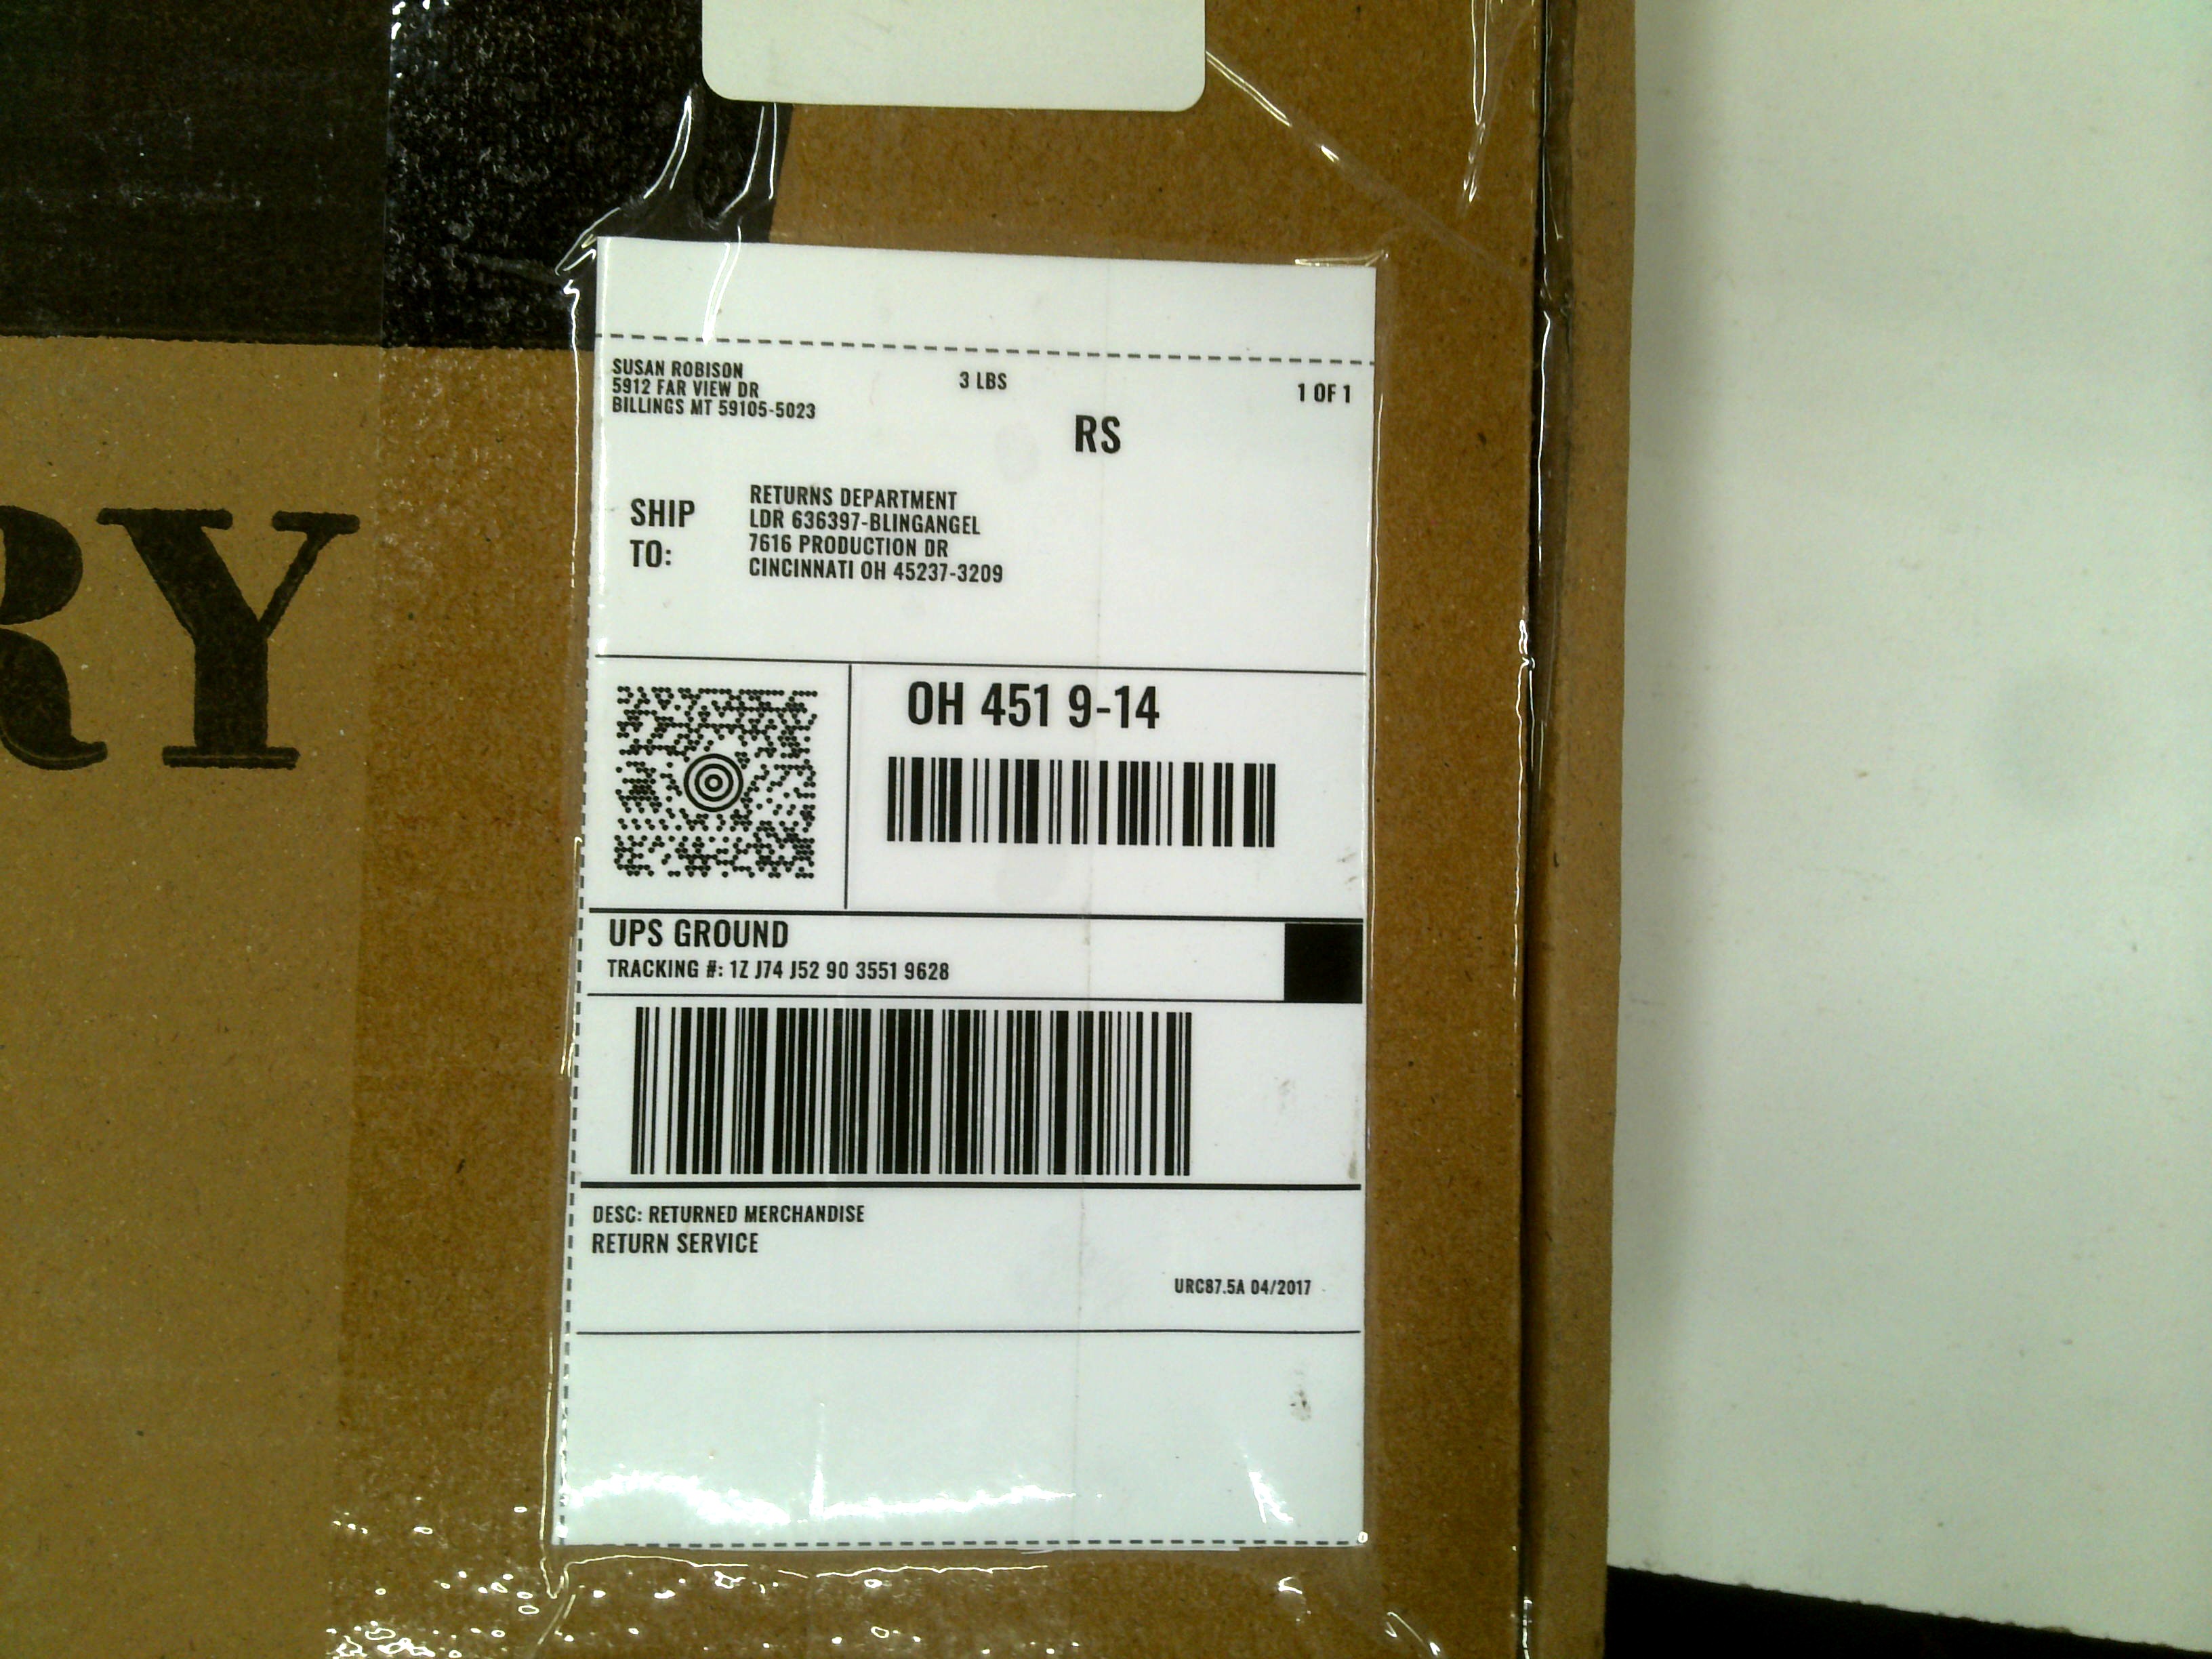 RY
SUSAN ROBISON
5912 FAR VIEW DR
BILLINGS MT 59105-5023
3 LBS
1 OF 1
RS
SHIP TO:
RETURNS DEPARTMENT
LDR 636397-BLINGANGEL
7616 PRODUCTION DR
CINCINNATI OH 45237-3209
OH 451 9-14
UPS GROUND
TRACKING #: 1Z J74 J52 90 3551 9628
DESC: RETURNED MERCHANDISE
RETURN SERVICE
URC87.5A 04/2017